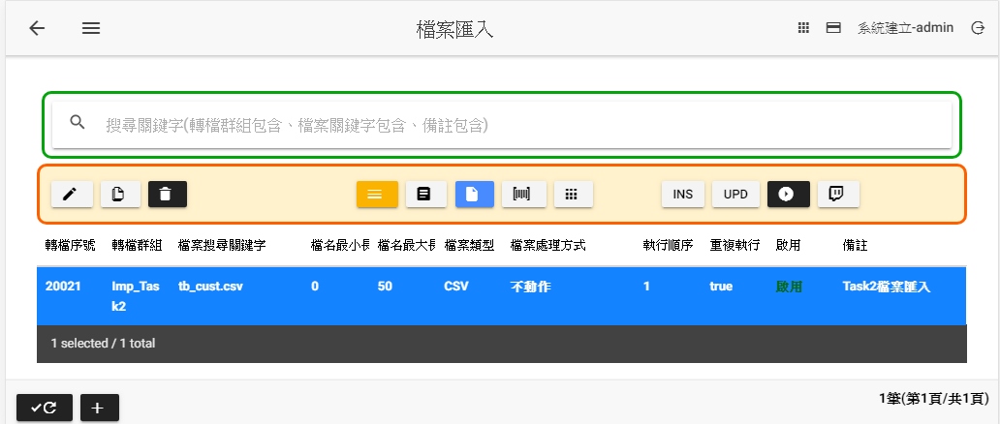 檔案匯入
系統建立-admin
搜尋關鍵字(轉檔群組包含、檔案關鍵字包含、備註包含)
INS UPD
轉檔序號 轉檔群組 檔案搜尋關鍵字 檔名最小長 檔名最大長 檔案類型 檔案處理方式 執行順序 重複執行 啟用 備註
20021 Imp_Tas tb_cust.csv 0 50 CSV 不動作 1 true 啟用 Task2檔案匯入
k2
1 selected / 1 total
1筆(第1頁/共1頁)